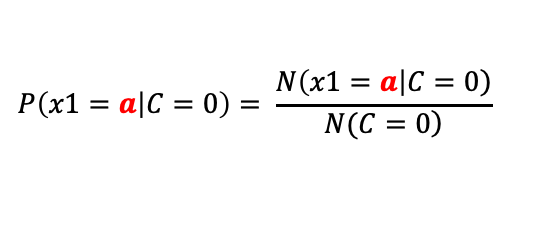 P(x1 = a|C = 0) = N(x1 = a|C = 0) / N(C = 0)